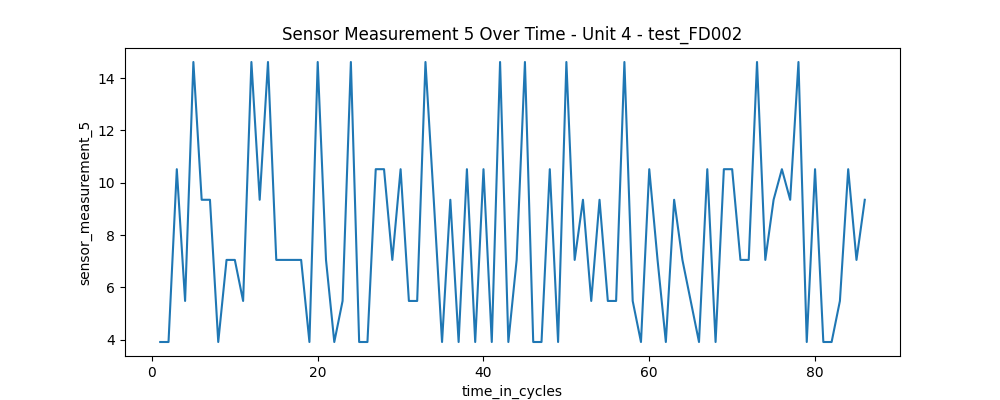 Sensor Measurement 5 Over Time - Unit 4 - test_FD002
sensor_measurement_5
14
12
10
8
6
4
0 20 40 60 80
time_in_cycles